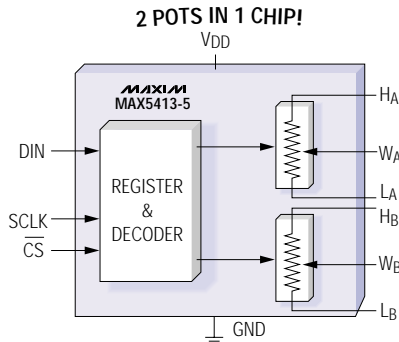 2 POTS IN 1 CHIP!
VDD
MAXIM
MAX5413-5
DIN
SCLK
C̅S̅
REGISTER
&
DECODER
HA
WA
LA
HB
WB
LB
GND